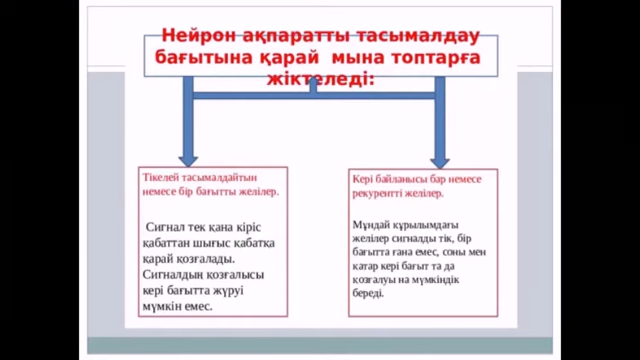 Нейрон ақпаратты тасымалдау
бағытына қарай мына топтарға
жіктеледі:
Тікелей тасымалдайтын
немесе бір бағытты желілер.
Сигнал тек қана кіріс
қабаттан шығыс қабатқа
қарай қозғалады.
Сигналдың қозғалысы
кері бағытта жүруі
мүмкін емес.
Кері байланысы бар немесе
рекурентті желілер.
Мұндай құрылымдағы
желілер сигналды тік, бір
бағытта ғана емес, соны мен
катар кері бағыт та да
козғалуы на мүмкіндік
береді.